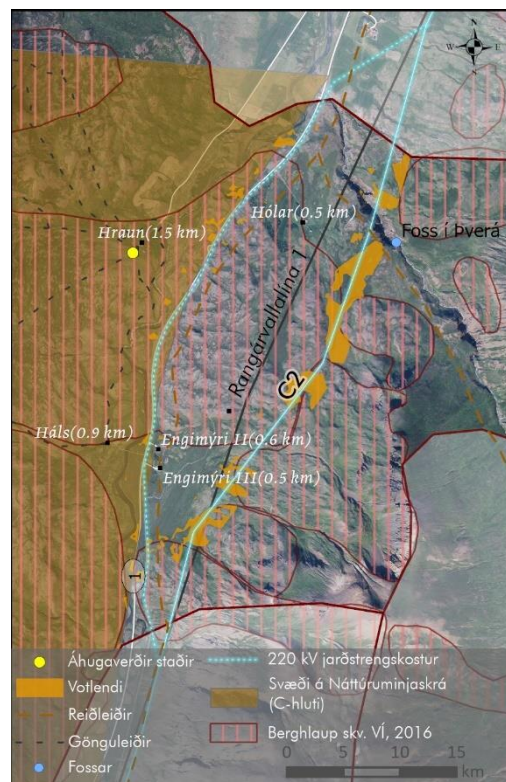 N
W E
S
Hólar(0.5 km)
Hraun(1.5 km)
Foss í Þverá
Rangárvallalína 1
C2
Háls(0.9 km)
Engimýri II(0.6 km)
Engimýri III(0.5 km)
1
Áhugaverðir staðir
Votlendi
Reiðleiðir
Gönguleiðir
Fossar
220 kV jarðstrengskostur
Svæði á Náttúruminjaskrá
(C-hluti)
Berghlaup skv. VÍ, 2016
0 5 10 15
km